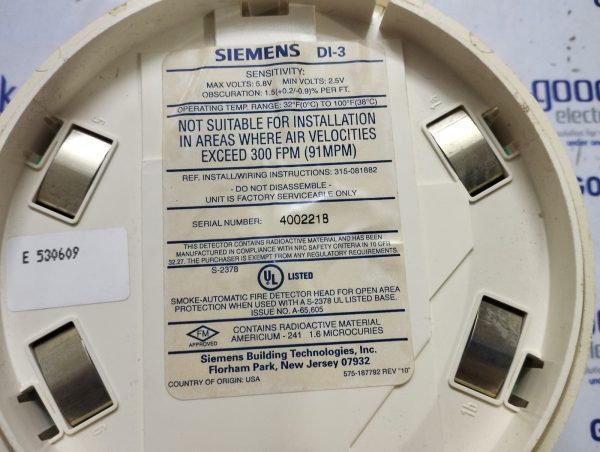 SIEMENS DI-3
SENSITIVITY:
MAX VOLTS: 5.8V MIN VOLTS: 2.5V
OBSCURATION: 1.5(+0.2/-0.9)% PER FT.
OPERATING TEMP. RANGE: 32°F(0°C) TO 100°F(38°C)
NOT SUITABLE FOR INSTALLATION
IN AREAS WHERE AIR VELOCITIES
EXCEED 300 FPM (91MPM)
REF. INSTALL/WIRING INSTRUCTIONS: 315-081882
- DO NOT DISASSEMBLE -
UNIT IS FACTORY SERVICEABLE ONLY
SERIAL NUMBER: 400221B
THIS DETECTOR CONTAINS RADIOACTIVE MATERIAL AND HAS BEEN
MANUFACTURED IN COMPLIANCE WITH NRC SAFETY CRITERIA IN 10 CFR
32.27. THE PURCHASER IS EXEMPT FROM ANY REGULATORY REQUIREMENTS.
S-2378
UL LISTED
SMOKE-AUTOMATIC FIRE DETECTOR HEAD FOR OPEN AREA
PROTECTION WHEN USED WITH A S-2378 UL LISTED BASE.
ISSUE NO. A-65,605
FM
APPROVED
CONTAINS RADIOACTIVE MATERIAL
AMERICIUM - 241 1.6 MICROCURIES
Siemens Building Technologies, Inc.
Florham Park, New Jersey 07932
COUNTRY OF ORIGIN: USA
575-187792 REV "10"
E 530609
5
6